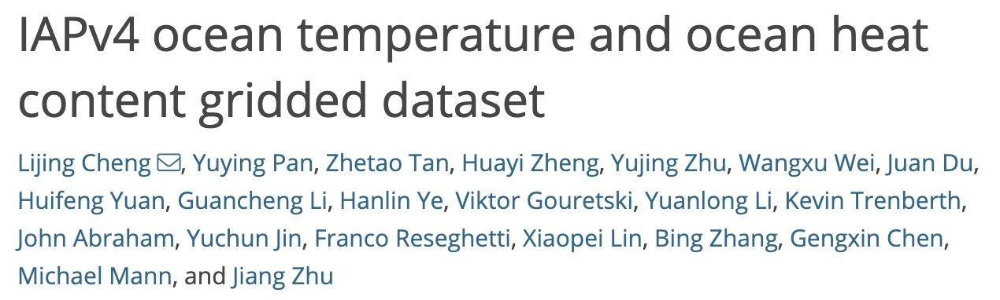 IAPv4 ocean temperature and ocean heat
content gridded dataset
Lijing Cheng, Yuying Pan, Zhetao Tan, Huayi Zheng, Yujing Zhu, Wangxu Wei, Juan Du,
Huifeng Yuan, Guancheng Li, Hanlin Ye, Viktor Gouretski, Yuanlong Li, Kevin Trenberth,
John Abraham, Yuchun Jin, Franco Reseghetti, Xiaopei Lin, Bing Zhang, Gengxin Chen,
Michael Mann, and Jiang Zhu